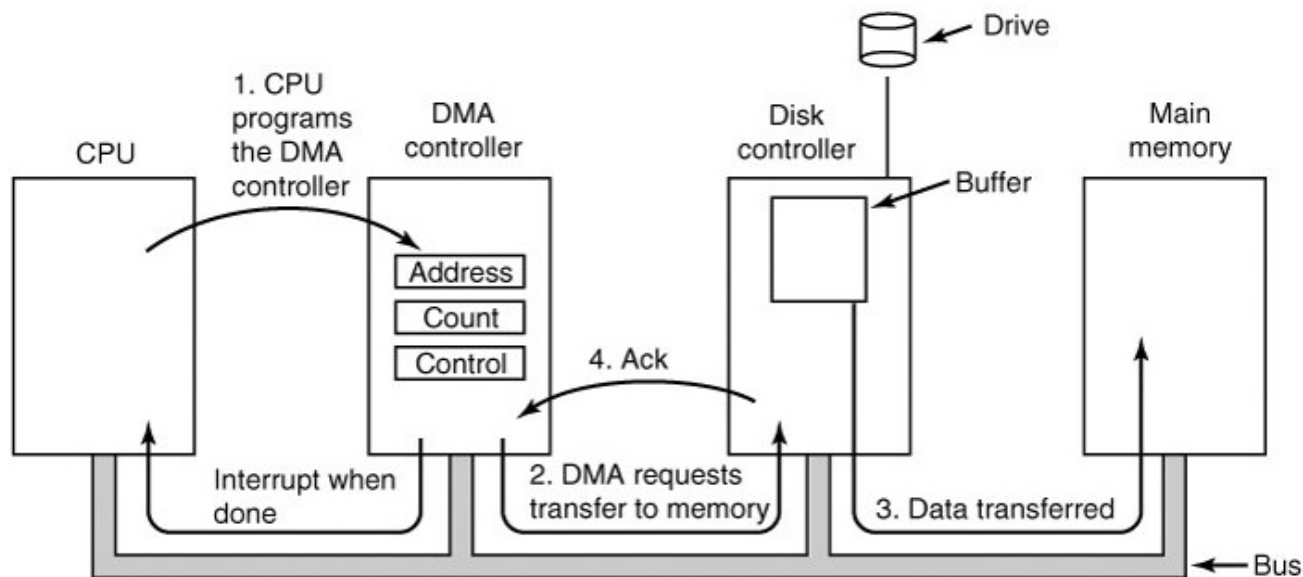 Drive
1. CPU
programs
the DMA
controller
CPU
DMA
controller
Disk
controller
Main
memory
Buffer
Address
Count
Control
4. Ack
Interrupt when
done
2. DMA requests
transfer to memory
3. Data transferred
Bus